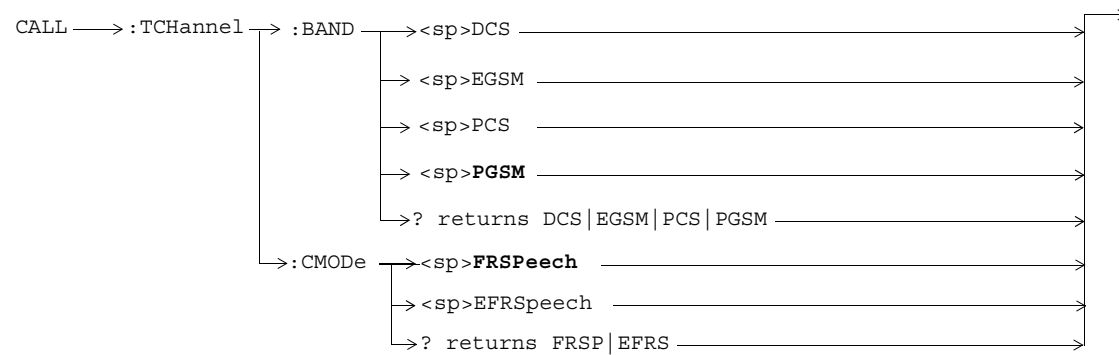 CALL :TCHannel :BAND <sp>DCS
<sp>EGSM
<sp>PCS
<sp>PGSM
? returns DCS|EGSM|PCS|PGSM
:CMODe <sp>FRSPeech
<sp>EFRSpeech
? returns FRSP|EFRS